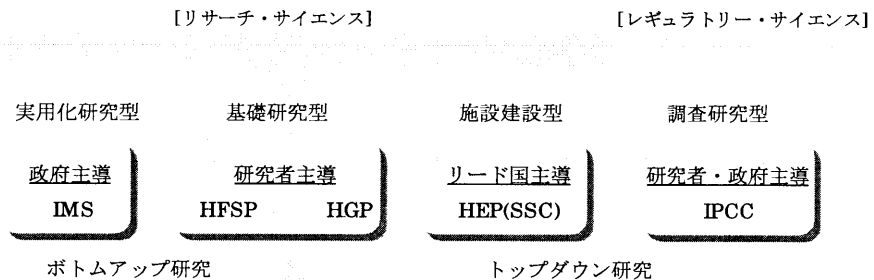 [リサーチ・サイエンス] [レギュラトリー・サイエンス]
実用化研究型 基礎研究型 施設建設型 調査研究型
政府主導 研究者主導 リード国主導 研究者・政府主導
IMS HFSP HGP HEP(SSC) IPCC
ボトムアップ研究 トップダウン研究